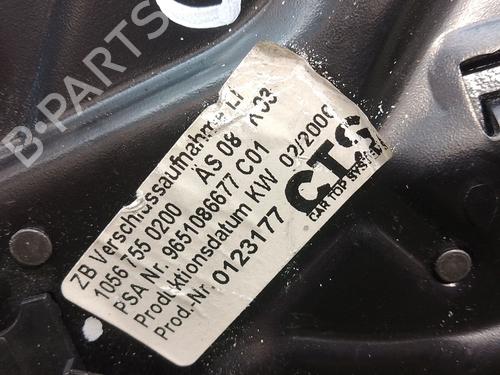 B-PARTS
ZB Verschlussaufnahme LI
1056 755 0200 ÄS 08 K03
PSA Nr. 9651086677 C01
Produktionsdatum KW 02/2006
Prod.-Nr. 0123177
CTS
CAR TOP SYSTEMS